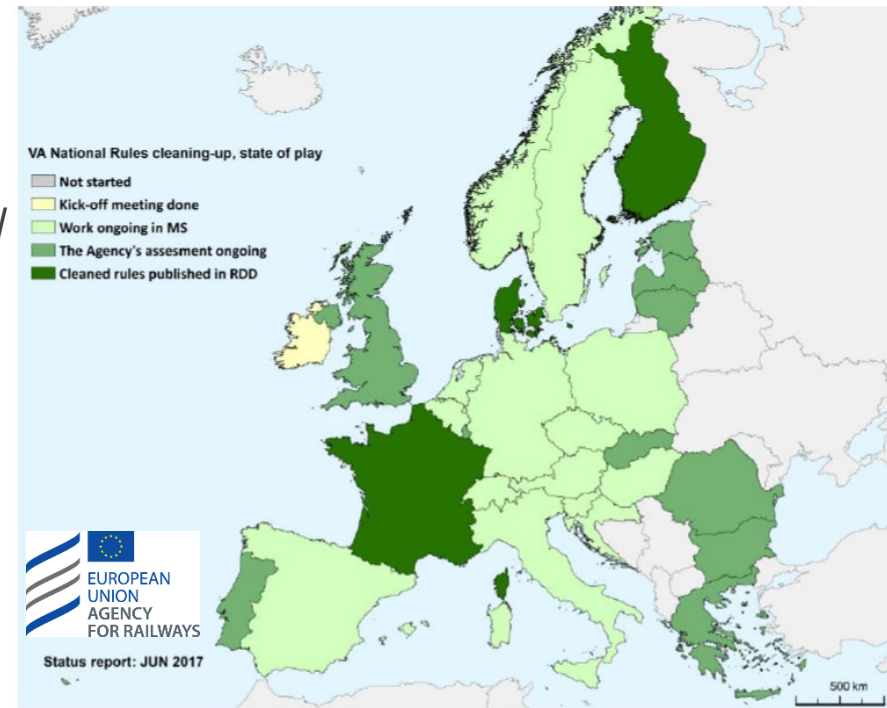 VA National Rules cleaning-up, state of play
Not started
Kick-off meeting done
Work ongoing in MS
The Agency's assesment ongoing
Cleaned rules published in RDD
EUROPEAN
UNION
AGENCY
FOR RAILWAYS
Status report: JUN 2017
500 km